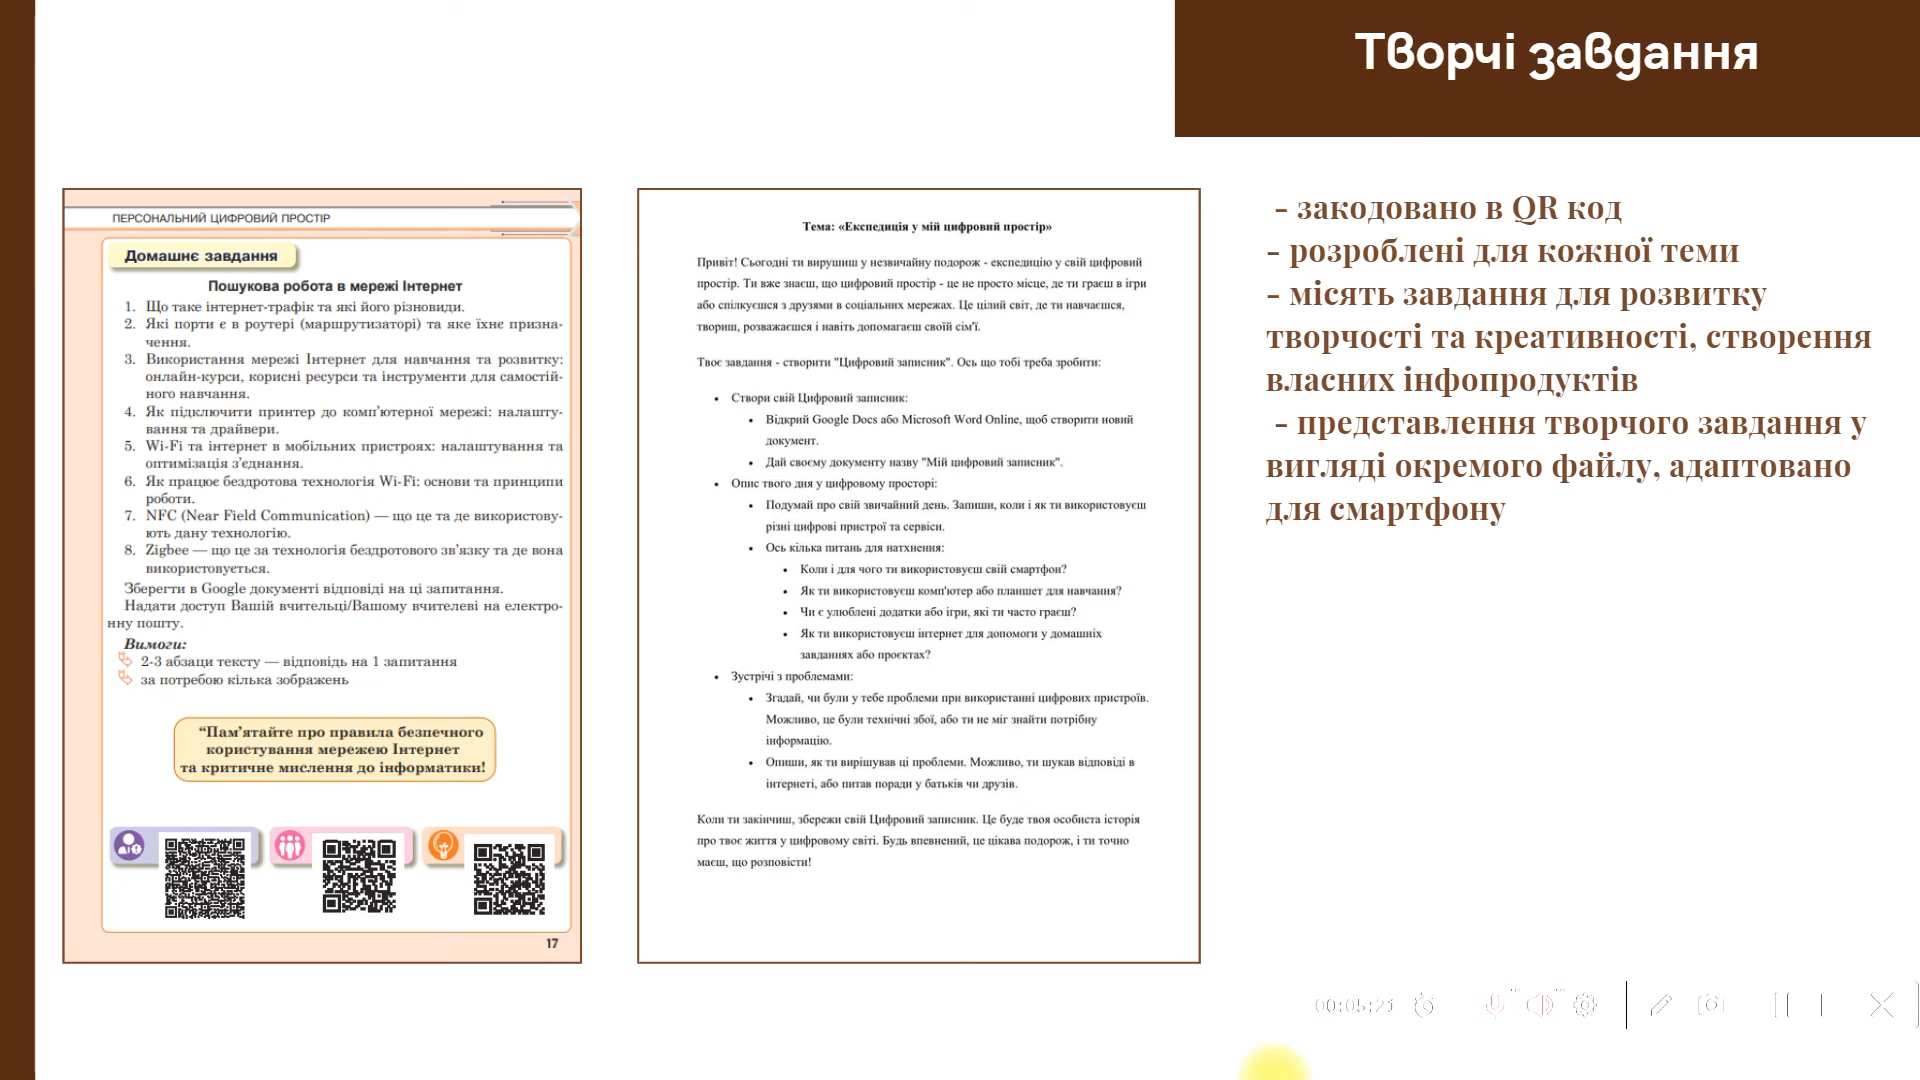 Творчі завдання
ПЕРСОНАЛЬНИЙ ЦИФРОВИЙ ПРОСТІР
Домашнє завдання
Пошукова робота в мережі Інтернет
1. Що таке інтернет-трафік та які його різновиди.
2. Які порти є в роутері (маршрутизаторі) та яке їхнє призна-
чення.
3. Використання мережі Інтернет для навчання та розвитку:
онлайн-курси, корисні ресурси та інструменти для самостій-
ного навчання.
4. Як підключити принтер до комп’ютерної мережі: налашту-
вання та драйвери.
5. Wi-Fi та інтернет в мобільних пристроях: налаштування та
оптимізація з’єднання.
6. Як працює бездротова технологія Wi-Fi: основи та принципи
роботи.
7. NFC (Near Field Communication) — що це та де використову-
ють дану технологію.
8. Zigbee — що це за технологія бездротового зв’язку та де вона
використовується.
Зберегти в Google документі відповіді на ці запитання.
Надати доступ Вашій вчительці/Вашому вчителеві на електро-
нну пошту.
Вимоги:
2-3 абзаци тексту — відповідь на 1 запитання
за потребою кілька зображень
“Пам’ятайте про правила безпечного
користування мережею Інтернет
та критичне мислення до інформатики!
17
Тема: «Експедиція у мій цифровий простір»
Привіт! Сьогодні ти вирушиш у незвичайну подорож - експедицію у свій цифровий
простір. Ти вже знаєш, що цифровий простір - це не просто місце, де ти граєш в ігри
або спілкуєшся з друзями в соціальних мережах. Це цілий світ, де ти навчаєшся,
твориш, розважаєшся і навіть допомагаєш своїй сім'ї.
Твоє завдання - створити "Цифровий записник". Ось що тобі треба зробити:
• Створи свій Цифровий записник:
• Відкрий Google Docs або Microsoft Word Online, щоб створити новий
документ.
• Дай своєму документу назву "Мій цифровий записник".
• Опис твого дня у цифровому просторі:
• Подумай про свій звичайний день. Запиши, коли і як ти використовуєш
різні цифрові пристрої та сервіси.
• Ось кілька питань для натхнення:
• Коли і для чого ти використовуєш свій смартфон?
• Як ти використовуєш комп'ютер або планшет для навчання?
• Чи є улюблені додатки або ігри, які ти часто граєш?
• Як ти використовуєш інтернет для допомоги у домашніх
завданнях або проєктах?
• Зустрічі з проблемами:
• Згадай, чи були у тебе проблеми при використанні цифрових пристроїв.
Можливо, це були технічні збої, або ти не міг знайти потрібну
інформацію.
• Опиши, як ти вирішував ці проблеми. Можливо, ти шукав відповіді в
інтернеті, або питав поради у батьків чи друзів.
Коли ти закінчиш, збережи свій Цифровий записник. Це буде твоя особиста історія
про твоє життя у цифровому світі. Будь впевнений, це цікава подорож, і ти точно
маєш, що розповісти!
- закодовано в QR код
- розроблені для кожної теми
- місять завдання для розвитку
творчості та креативності, створення
власних інфопродуктів
- представлення творчого завдання у
вигляді окремого файлу, адаптовано
для смартфону
00:05:21